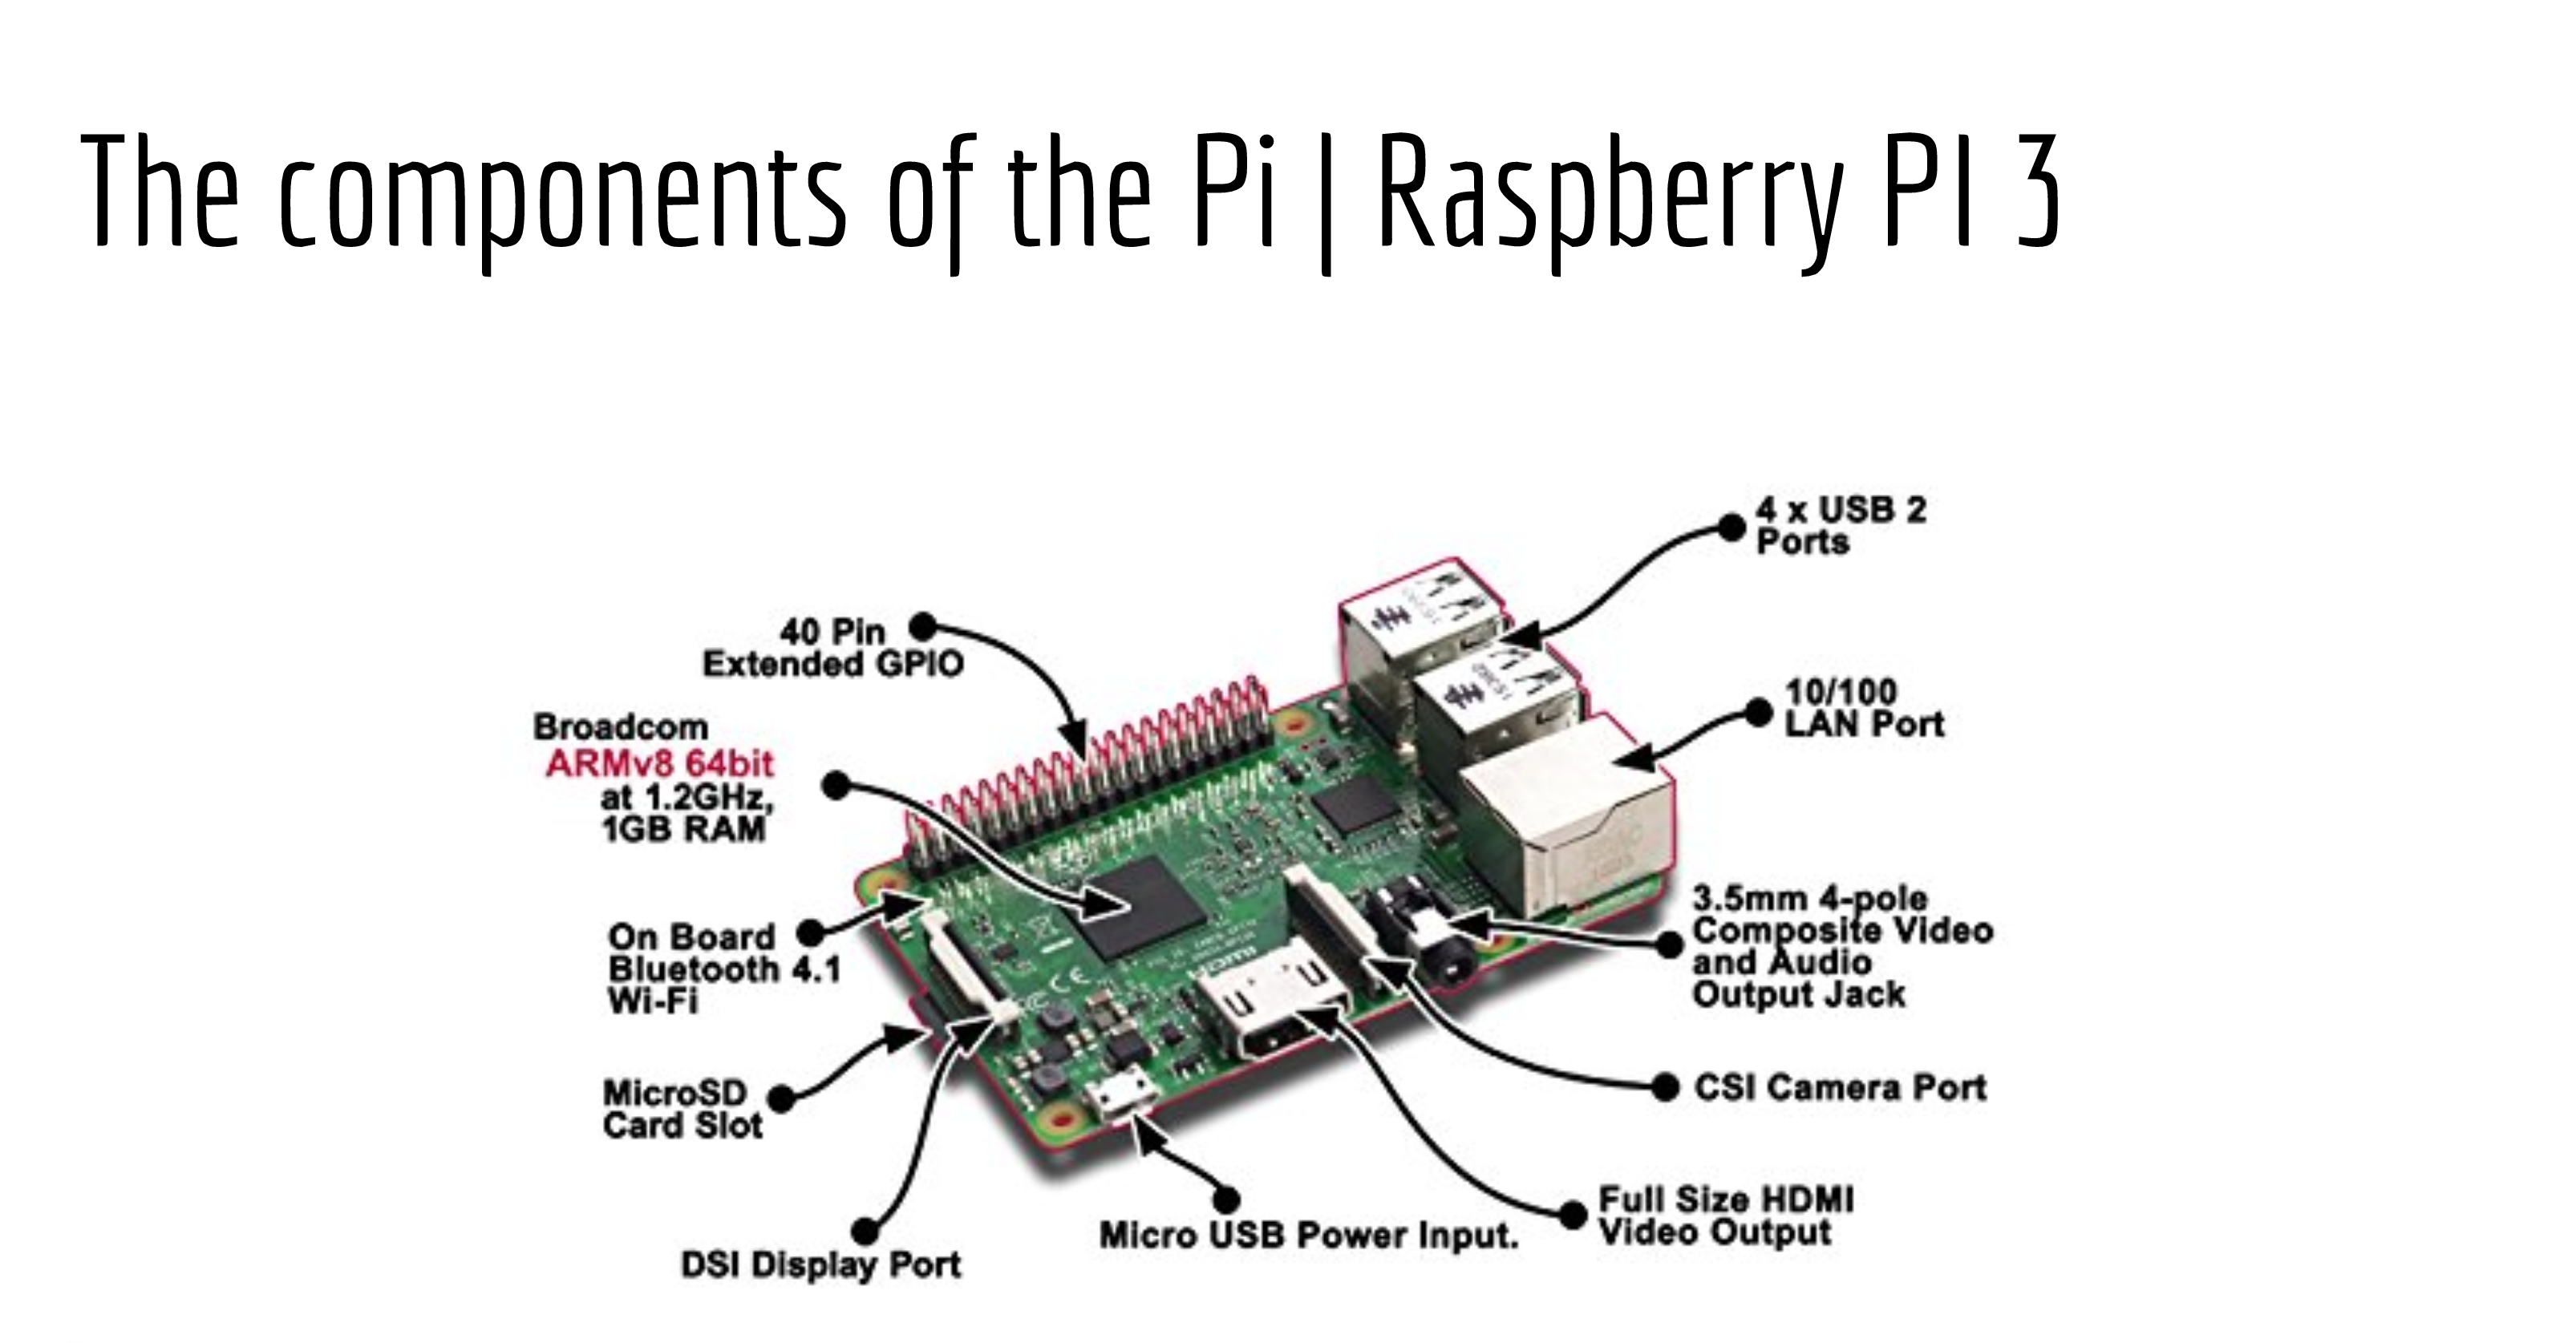 The components of the Pi | Raspberry PI 3
4 x USB 2
Ports
40 Pin
Extended GPIO
10/100
LAN Port
Broadcom
ARMv8 64bit
at 1.2GHz,
1GB RAM
3.5mm 4-pole
Composite Video
and Audio
Output Jack
On Board
Bluetooth 4.1
Wi-Fi
HDMI
CE
MicroSD
Card Slot
CSI Camera Port
Full Size HDMI
Video Output
Micro USB Power Input.
DSI Display Port